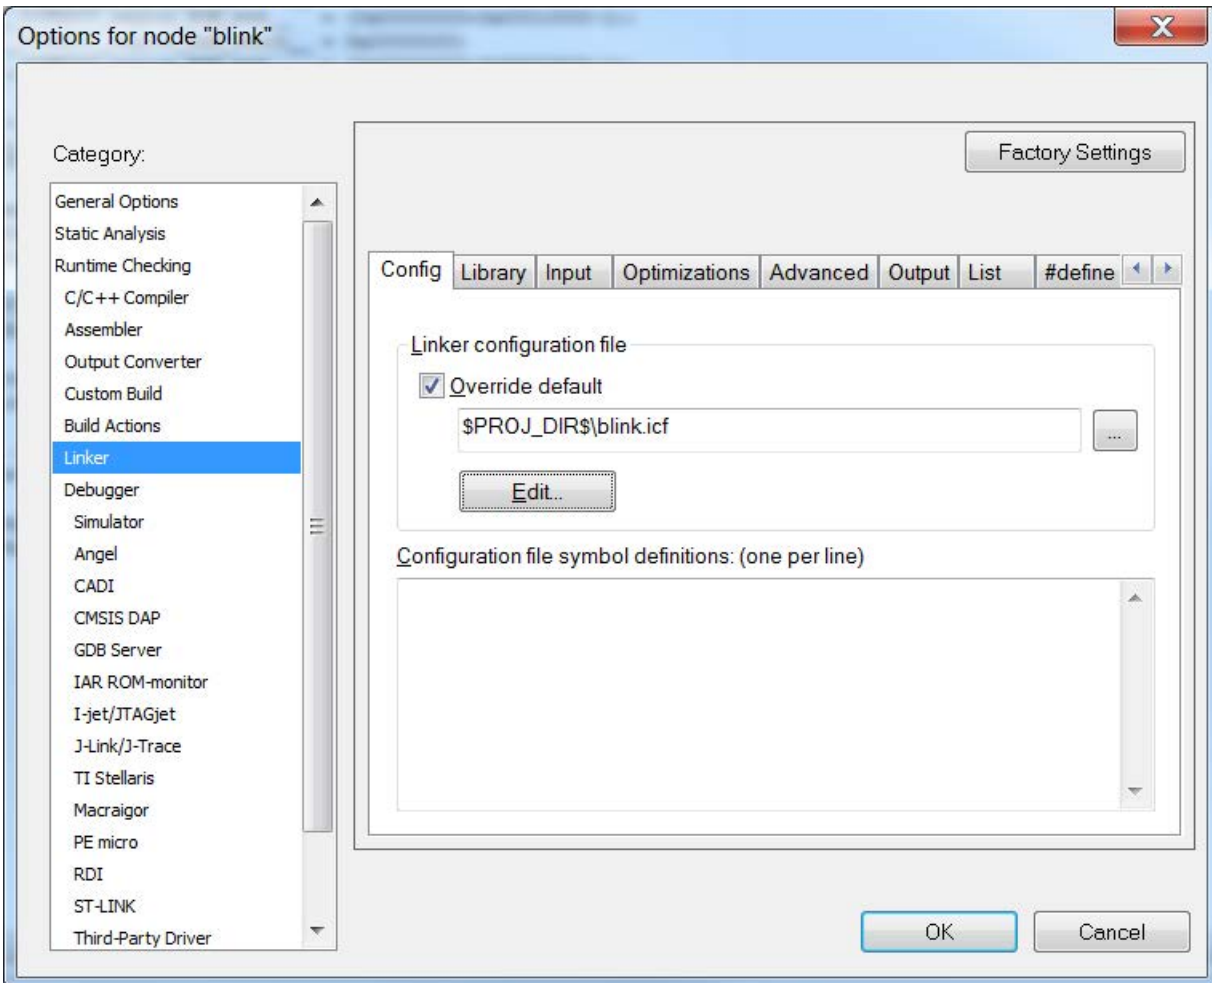 Options for node "blink"
Category:
General Options
Static Analysis
Runtime Checking
C/C++ Compiler
Assembler
Output Converter
Custom Build
Build Actions
Linker
Debugger
Simulator
Angel
CADI
CMSIS DAP
GDB Server
IAR ROM-monitor
I-jet/JTAGjet
J-Link/J-Trace
TI Stellaris
Macraigor
PE micro
RDI
ST-LINK
Third-Party Driver
Factory Settings
Config Library Input Optimizations Advanced Output List #define
Linker configuration file
Override default
$PROJ_DIR$\blink.icf
...
Edit...
Configuration file symbol definitions: (one per line)
OK Cancel